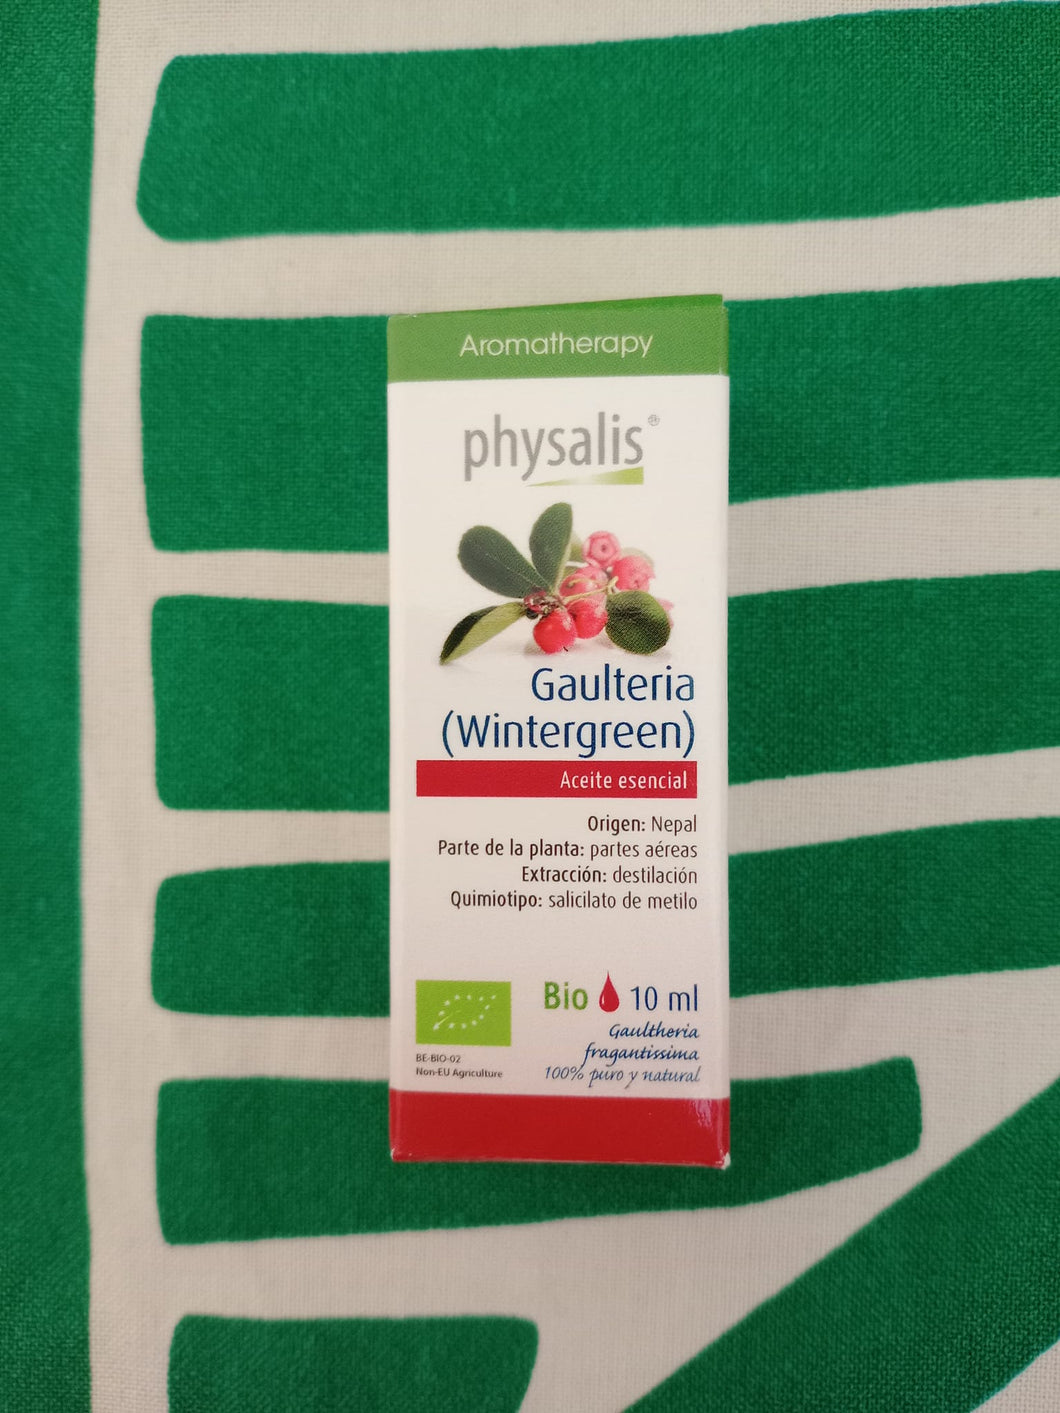 Aromatherapy
physalis®
Gaulteria
(Wintergreen)
Aceite esencial
Origen: Nepal
Parte de la planta: partes aéreas
Extracción: destilación
Quimiotipo: salicilato de metilo
Bio 10 ml
Gaultheria
fragantissima
100% puro y natural
BE-BIO-02
Non-EU Agriculture